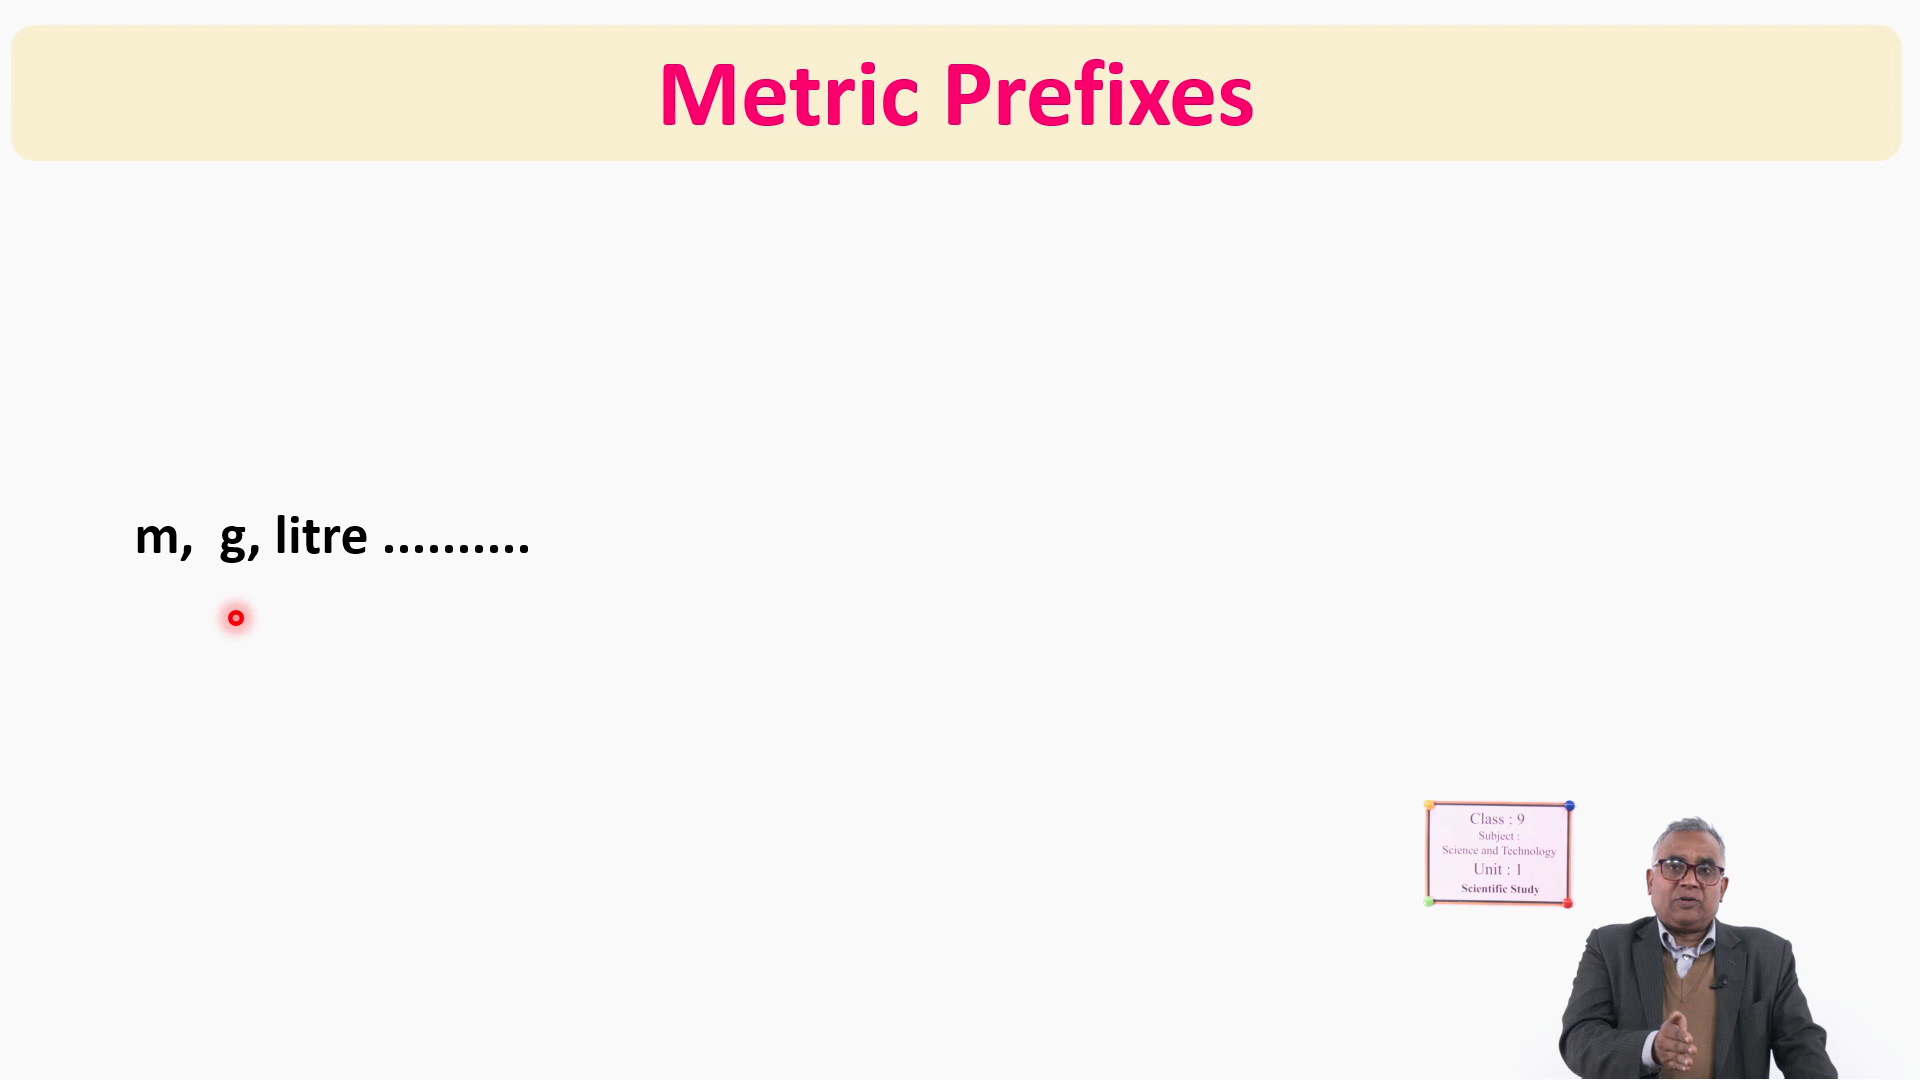 Metric Prefixes
m, g, litre ..........
Class : 9
Subject :
Science and Technology
Unit : 1
Scientific Study